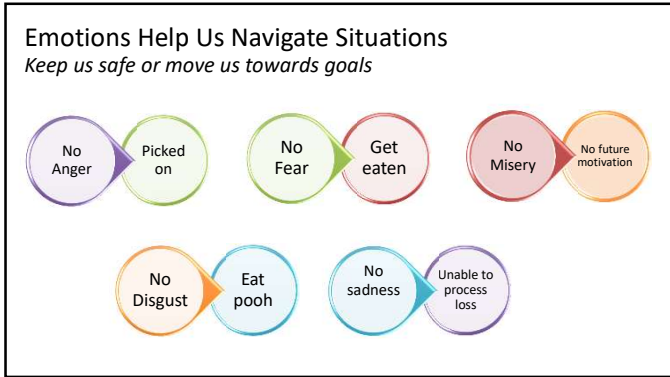 Emotions Help Us Navigate Situations
Keep us safe or move us towards goals
No
Anger
Picked
on
No
Fear
Get
eaten
No
Misery
No future
motivation
No
Disgust
Eat
pooh
No
sadness
Unable to
process
loss